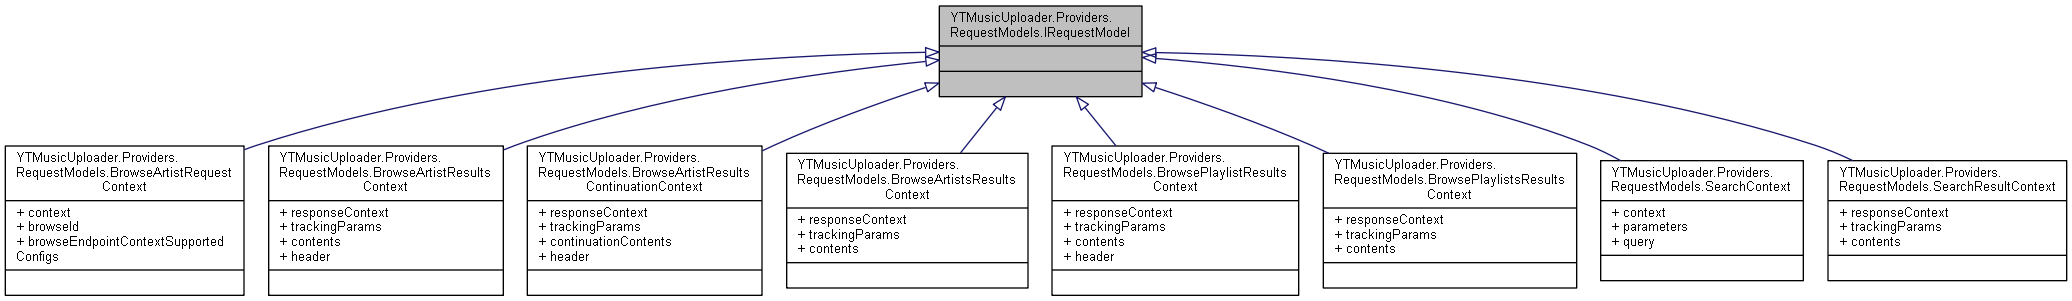 YTMusicUploader.Providers.
RequestModels.IRequestModel
YTMusicUploader.Providers.
RequestModels.BrowseArtistRequest
Context
+ context
+ browseId
+ browseEndpointContextSupported
Configs
YTMusicUploader.Providers.
RequestModels.BrowseArtistResults
Context
+ responseContext
+ trackingParams
+ contents
+ header
YTMusicUploader.Providers.
RequestModels.BrowseArtistResults
ContinuationContext
+ responseContext
+ trackingParams
+ continuationContents
+ header
YTMusicUploader.Providers.
RequestModels.BrowseArtistsResults
Context
+ responseContext
+ trackingParams
+ contents
YTMusicUploader.Providers.
RequestModels.BrowsePlaylistResults
Context
+ responseContext
+ trackingParams
+ contents
+ header
YTMusicUploader.Providers.
RequestModels.BrowsePlaylistsResults
Context
+ responseContext
+ trackingParams
+ contents
YTMusicUploader.Providers.
RequestModels.SearchContext
+ context
+ parameters
+ query
YTMusicUploader.Providers.
RequestModels.SearchResultContext
+ responseContext
+ trackingParams
+ contents